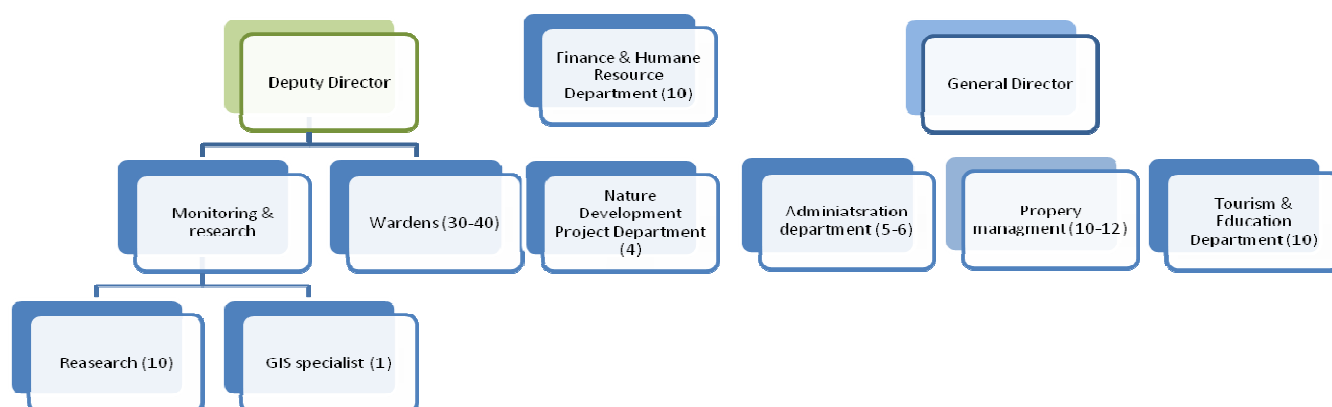 Deputy Director
Finance & Humane
Resource
Department (10)
General Director
Monitoring &
research
Wardens (30-40)
Nature
Development
Project Department
(4)
Adminiatsration
department (5-6)
Propery
managment (10-12)
Tourism &
Education
Department (10)
Reasearch (10)
GIS specialist (1)